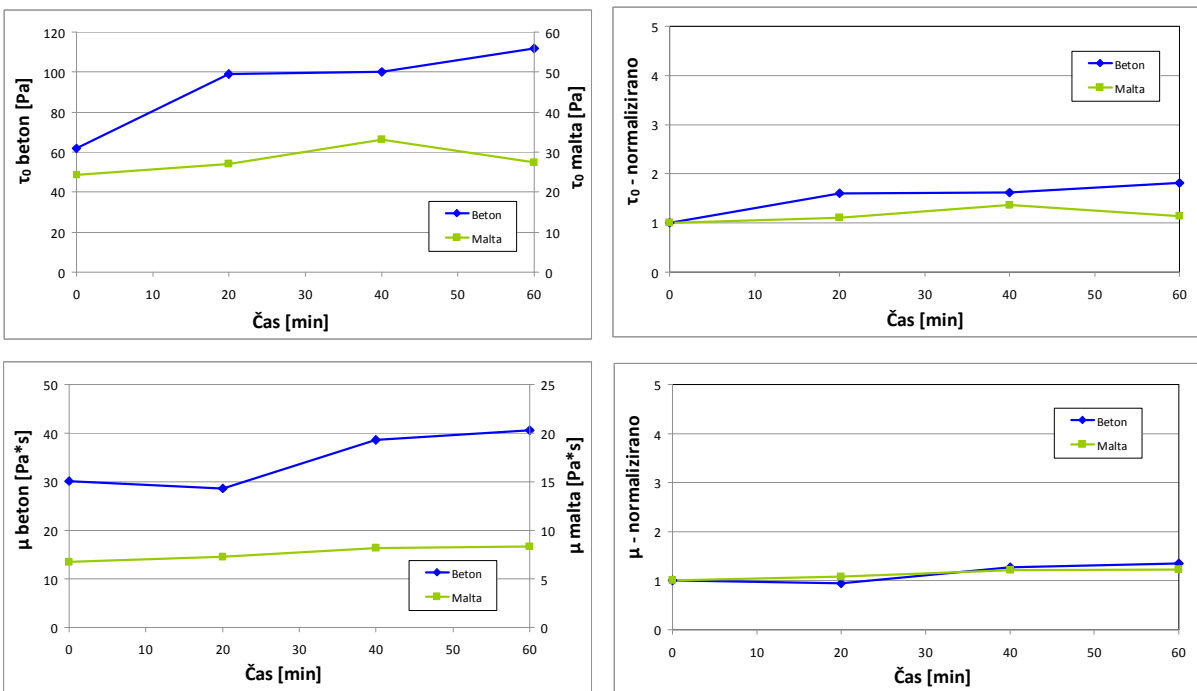 120
100
80
60
40
20
0
τ₀ beton [Pa]
60
50
40
30
20
10
0
τ₀ malta [Pa]
Beton
Malta
0 10 20 30 40 50 60
Čas [min]
5
4
3
2
1
0
τ₀ - normalizirano
Beton
Malta
0 10 20 30 40 50 60
Čas [min]
50
40
30
20
10
0
µ beton [Pa*s]
25
20
15
10
5
0
µ malta [Pa*s]
Beton
Malta
0 10 20 30 40 50 60
Čas [min]
5
4
3
2
1
0
µ - normalizirano
Beton
Malta
0 10 20 30 40 50 60
Čas [min]